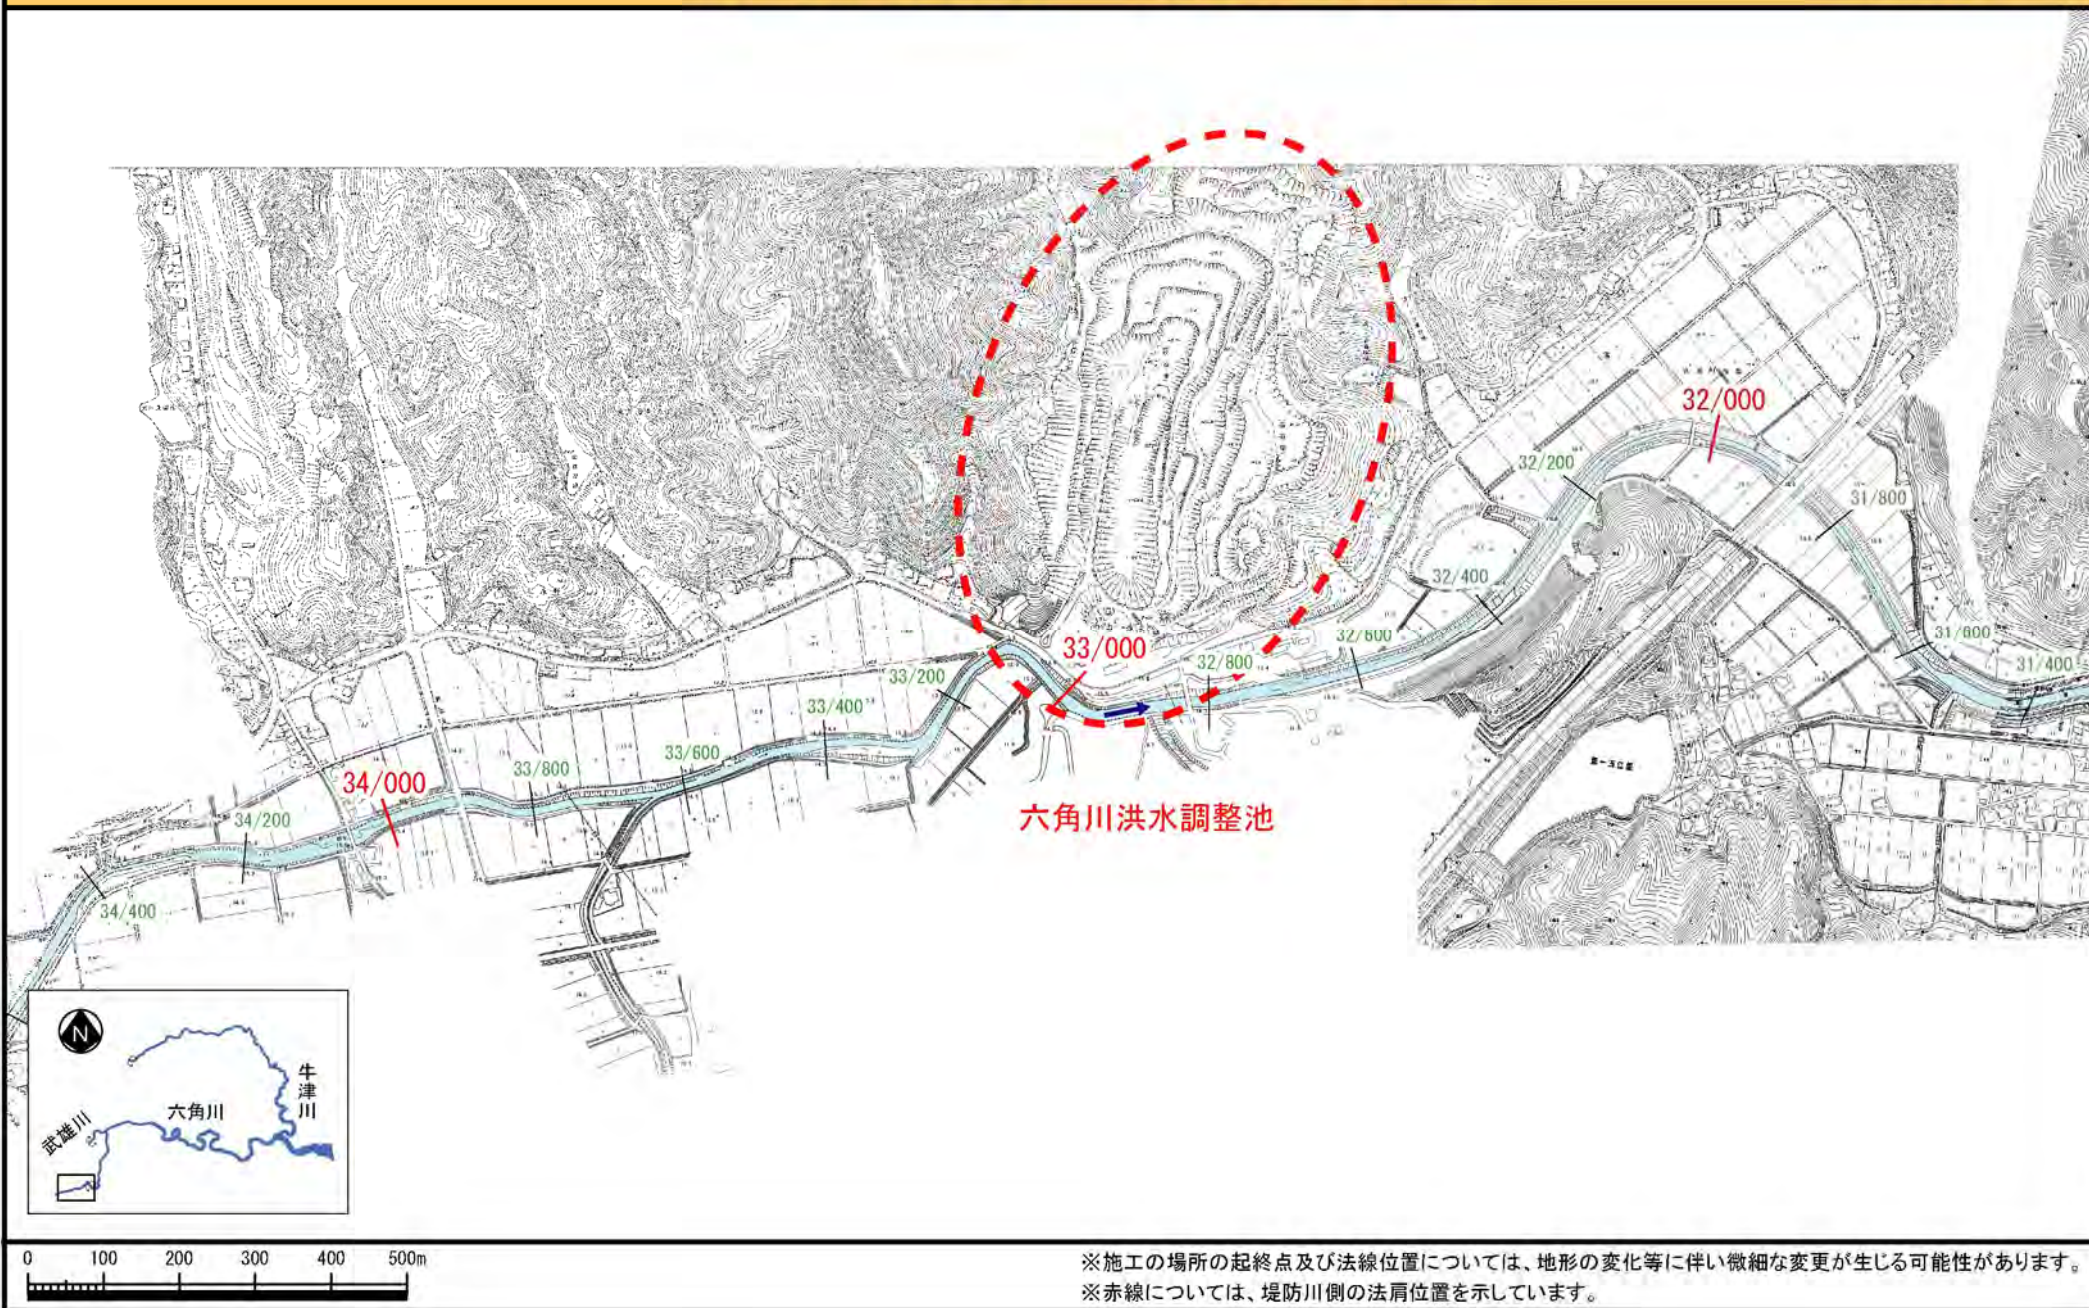 32/000
32/200
31/800
32/400
31/600
32/600
33/000
32/800
31/400
33/200
33/400
33/600
33/800
34/000
34/200
34/400
六角川洪水調整池
N
牛津川
六角川
武雄川
0 100 200 300 400 500m
※施工の場所の起終点及び法線位置については、地形の変化等に伴い微細な変更が生じる可能性があります。
※赤線については、堤防川側の法肩位置を示しています。